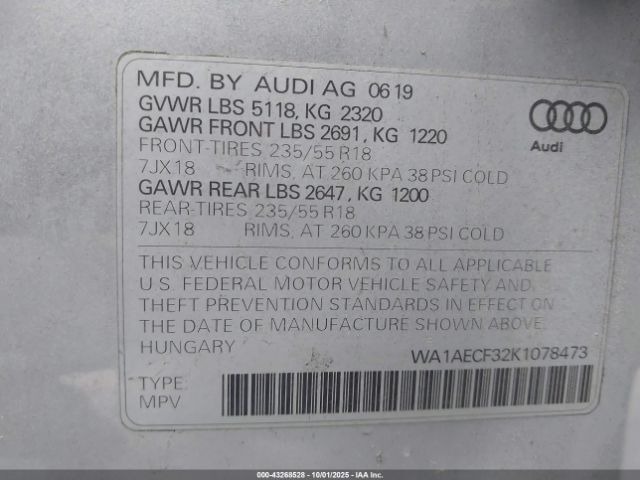 MFD. BY AUDI AG 0619
GVWR LBS 5118, KG 2320
GAWR FRONT LBS 2691, KG 1220
FRONT-TIRES 235/55 R18
7JX18 RIMS, AT 260 KPA 38 PSI COLD
GAWR REAR LBS 2647, KG 1200
REAR-TIRES 235/55 R18
7JX18 RIMS, AT 260 KPA 38 PSI COLD
Audi
THIS VEHICLE CONFORMS TO ALL APPLICABLE
U.S. FEDERAL MOTOR VEHICLE SAFETY AND
THEFT PREVENTION STANDARDS IN EFFECT ON
THE DATE OF MANUFACTURE SHOWN ABOVE.
HUNGARY WA1AECF32K1078473
TYPE:
MPV
000-43268528 - 10/01/2025 - IAA Inc.